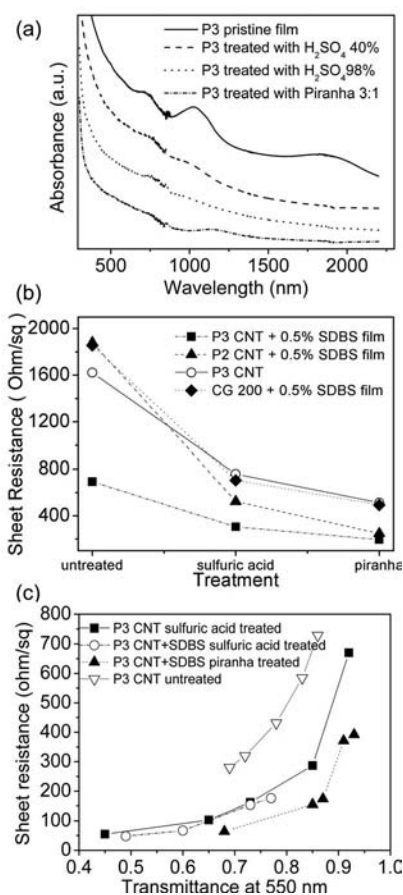 (a)
P3 pristine film
P3 treated with H₂SO₄ 40%
P3 treated with H₂SO₄98%
P3 treated with Piranha 3:1
Absorbance (a.u.)
500 1000 1500 2000
Wavelength (nm)
(b)
2000
1600
1200
800
400
Sheet Resistance ( Ohm/sq)
P3 CNT + 0.5% SDBS film
P2 CNT + 0.5% SDBS film
P3 CNT
CG 200 + 0.5% SDBS film
untreated sulfuric acid piranha
Treatment
(c)
800
700
600
500
400
300
200
100
0
Sheet resistance (ohm/sq)
P3 CNT sulfuric acid treated
P3 CNT+SDBS sulfuric acid treated
P3 CNT+SDBS piranha treated
P3 CNT untreated
0.4 0.5 0.6 0.7 0.8 0.9 1.0
Transmittance at 550 nm